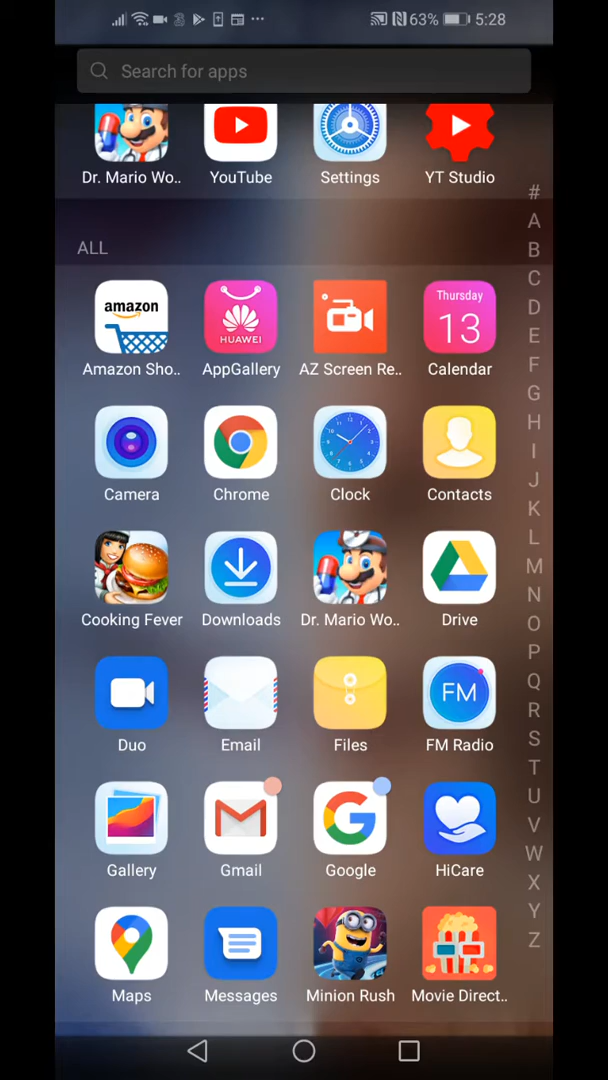 63% 5:28
Search for apps
Dr. Mario Wo.. YouTube Settings YT Studio
ALL
#
A
B
C
D
E
F
G
H
I
J
K
L
M
N
O
P
Q
R
S
T
U
V
W
X
Y
Z
amazon HUAWEI Thursday 13
Amazon Sho.. AppGallery AZ Screen Re.. Calendar
Camera Chrome Clock Contacts
Cooking Fever Downloads Dr. Mario Wo.. Drive
FM
Duo Email Files FM Radio
Gallery Gmail Google HiCare
Maps Messages Minion Rush Movie Direct..